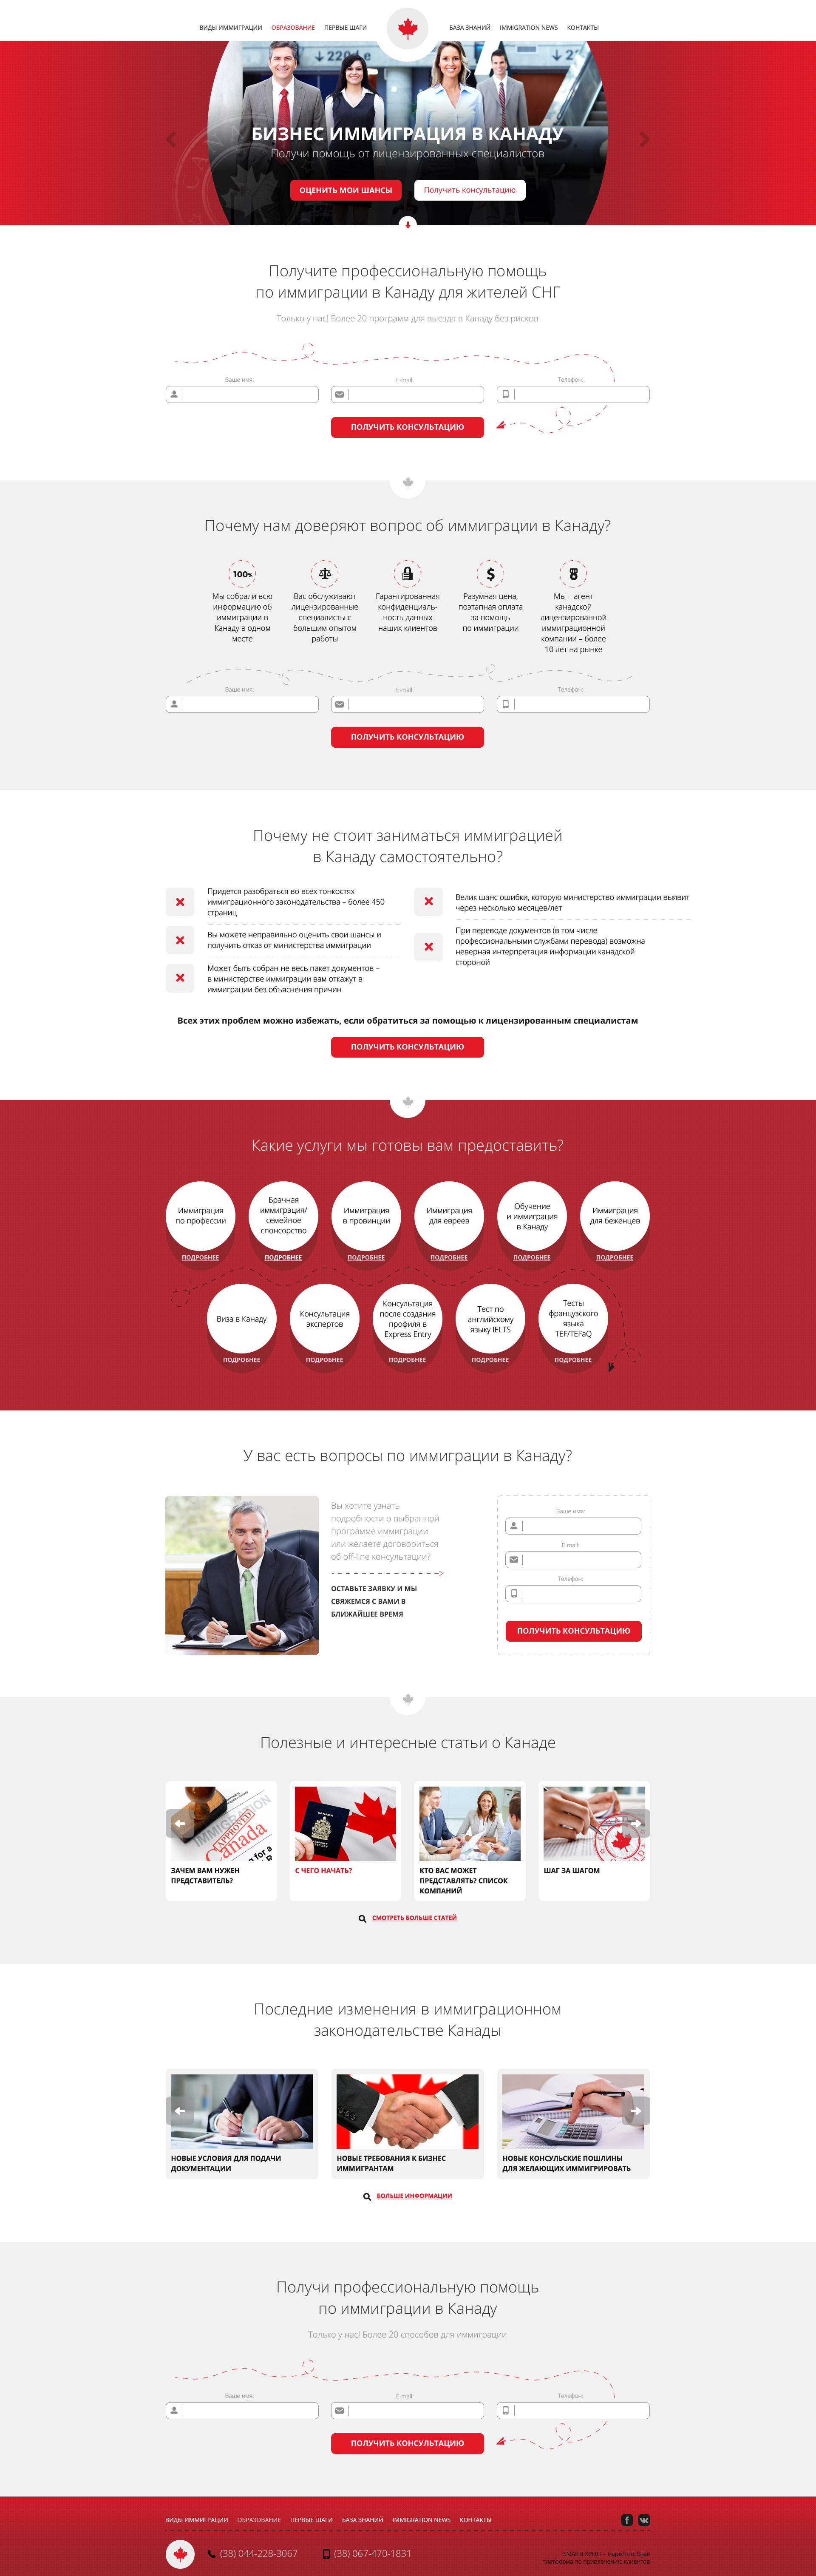 ВИДЫ ИММИГРАЦИИ ОБРАЗОВАНИЕ ПЕРВЫЕ ШАГИ БАЗА ЗНАНИЙ IMMIGRATION NEWS КОНТАКТЫ
БИЗНЕС ИММИГРАЦИЯ В КАНАДУ
Получи помощь от лицензированных специалистов
ОЦЕНИТЬ МОИ ШАНСЫ
Получить консультацию
Получите профессиональную помощь
по иммиграции в Канаду для жителей СНГ
Только у нас! Более 20 программ для выезда в Канаду без рисков
Ваше имя:
E-mail:
Телефон:
ПОЛУЧИТЬ КОНСУЛЬТАЦИЮ
Почему нам доверяют вопрос об иммиграции в Канаду?
100%
Мы собрали всю
информацию об
иммиграции в
Канаду в одном
месте
Вас обслуживают
лицензированные
специалисты с
большим опытом
работы
Гарантированная
конфиденциаль-
ность данных
наших клиентов
Разумная цена,
поэтапная оплата
за помощь
по иммиграции
Мы – агент
канадской
лицензированной
иммиграционной
компании – более
10 лет на рынке
Ваше имя:
E-mail:
Телефон:
ПОЛУЧИТЬ КОНСУЛЬТАЦИЮ
Почему не стоит заниматься иммиграцией
в Канаду самостоятельно?
Придется разобраться во всех тонкостях
иммиграционного законодательства – более 450
страниц
Вы можете неправильно оценить свои шансы и
получить отказ от министерства иммиграции
Может быть собран не весь пакет документов –
в министерстве иммиграции вам откажут в
иммиграции без объяснения причин
Велик шанс ошибки, которую министерство иммиграции выявит
через несколько месяцев/лет
При переводе документов (в том числе
профессиональными службами перевода) возможна
неверная интерпретация информации канадской
стороной
Всех этих проблем можно избежать, если обратиться за помощью к лицензированным специалистам
ПОЛУЧИТЬ КОНСУЛЬТАЦИЮ
Какие услуги мы готовы вам предоставить?
Иммиграция
по профессии
ПОДРОБНЕЕ
Брачная
иммиграция/
семейное
спонсорство
ПОДРОБНЕЕ
Иммиграция
в провинции
ПОДРОБНЕЕ
Иммиграция
для евреев
ПОДРОБНЕЕ
Обучение
и иммиграция
в Канаду
ПОДРОБНЕЕ
Иммиграция
для беженцев
ПОДРОБНЕЕ
Виза в Канаду
ПОДРОБНЕЕ
Консультация
экспертов
ПОДРОБНЕЕ
Консультация
после создания
профиля в
Express Entry
ПОДРОБНЕЕ
Тест по
английскому
языку IELTS
ПОДРОБНЕЕ
Тесты
французского
языка
TEF/TEFaQ
ПОДРОБНЕЕ
У вас есть вопросы по иммиграции в Канаду?
Вы хотите узнать
подробности о выбранной
программе иммиграции
или желаете договориться
об off-line консультации?
ОСТАВЬТЕ ЗАЯВКУ И МЫ
СВЯЖЕМСЯ С ВАМИ В
БЛИЖАЙШЕЕ ВРЕМЯ
Ваше имя:
E-mail:
Телефон:
ПОЛУЧИТЬ КОНСУЛЬТАЦИЮ
Полезные и интересные статьи о Канаде
IMMIGRATION
APPROVED
Canada
for a
ЗАЧЕМ ВАМ НУЖЕН
ПРЕДСТАВИТЕЛЬ?
С ЧЕГО НАЧАТЬ?
КТО ВАС МОЖЕТ
ПРЕДСТАВЛЯТЬ? СПИСОК
КОМПАНИЙ
ШАГ ЗА ШАГОМ
СМОТРЕТЬ БОЛЬШЕ СТАТЕЙ
Последние изменения в иммиграционном
законодательстве Канады
НОВЫЕ УСЛОВИЯ ДЛЯ ПОДАЧИ
ДОКУМЕНТАЦИИ
НОВЫЕ ТРЕБОВАНИЯ К БИЗНЕС
ИММИГРАНТАМ
НОВЫЕ КОНСУЛЬСКИЕ ПОШЛИНЫ
ДЛЯ ЖЕЛАЮЩИХ ИММИГРИРОВАТЬ
БОЛЬШЕ ИНФОРМАЦИИ
Получи профессиональную помощь
по иммиграции в Канаду
Только у нас! Более 20 способов для иммиграции
Ваше имя:
E-mail:
Телефон:
ПОЛУЧИТЬ КОНСУЛЬТАЦИЮ
ВИДЫ ИММИГРАЦИИ ОБРАЗОВАНИЕ ПЕРВЫЕ ШАГИ БАЗА ЗНАНИЙ IMMIGRATION NEWS КОНТАКТЫ
(38) 044-228-3067
(38) 067-470-1831
SMARTEXPERT – маркетинговая
платформа по привлечению клиентов